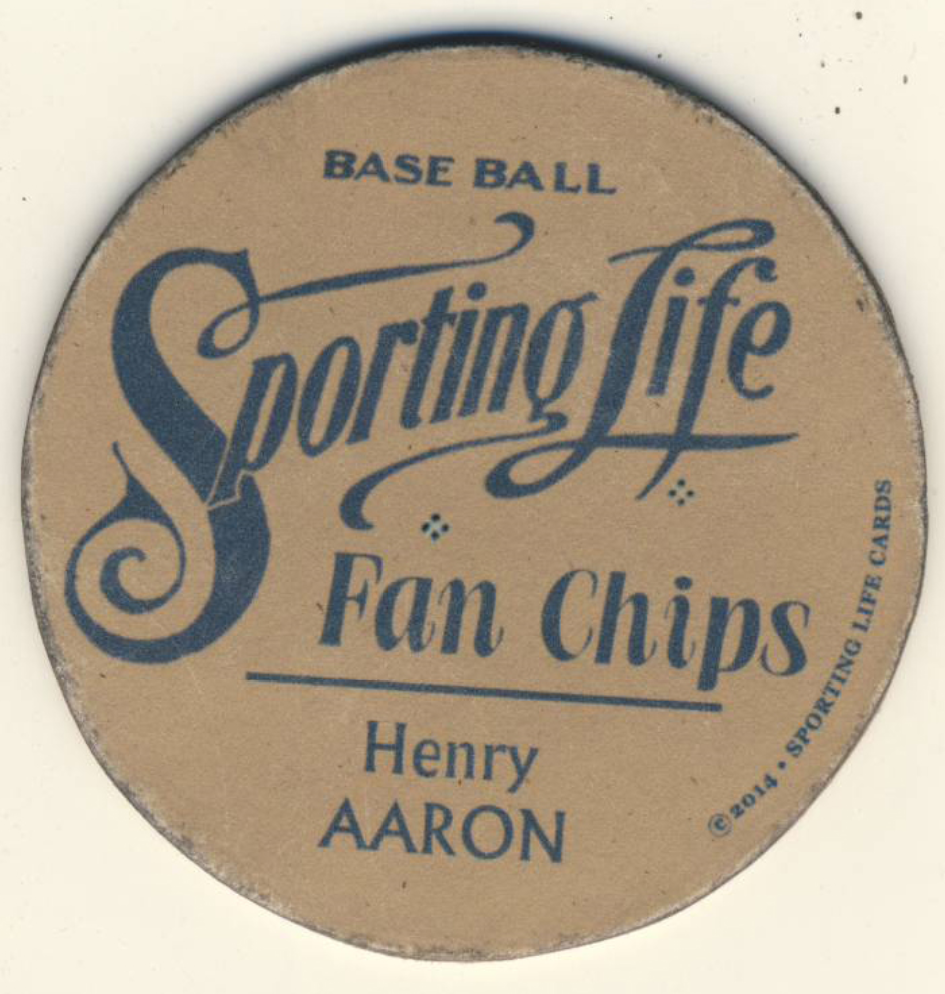 BASE BALL
Sporting Life
Fan Chips
Henry
AARON
© 2014 • SPORTING LIFE CARDS